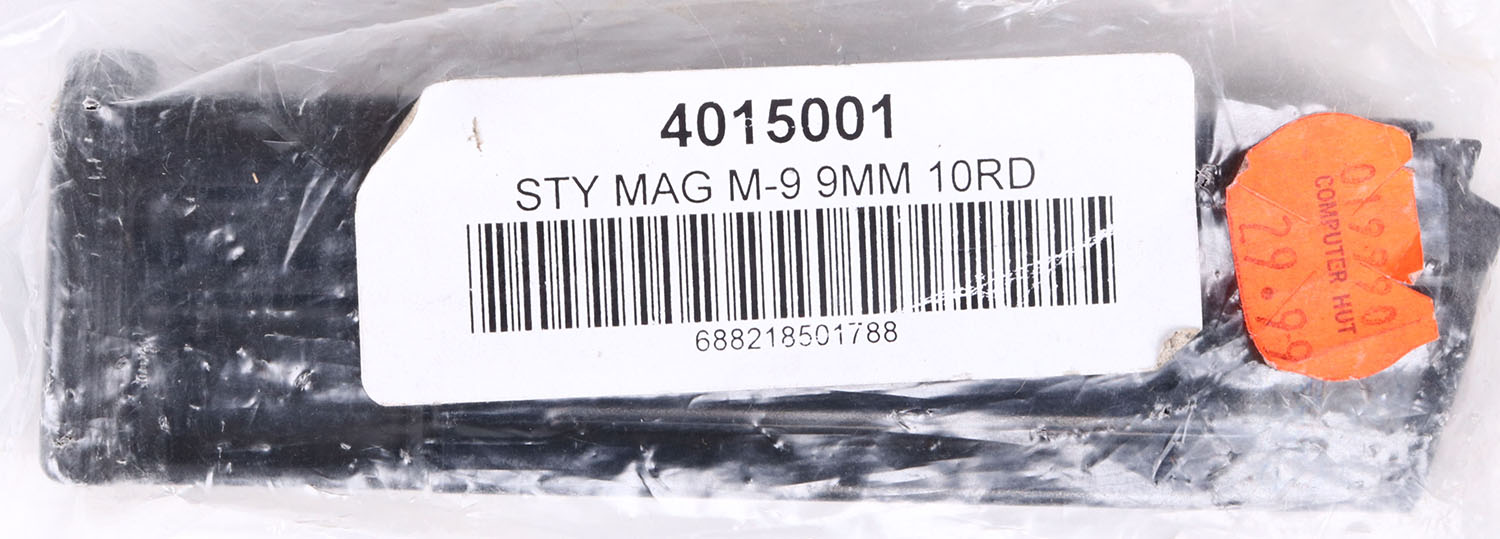 4015001
STY MAG M-9 9MM 10RD
688218501788
COMPUTER HUT
29.99